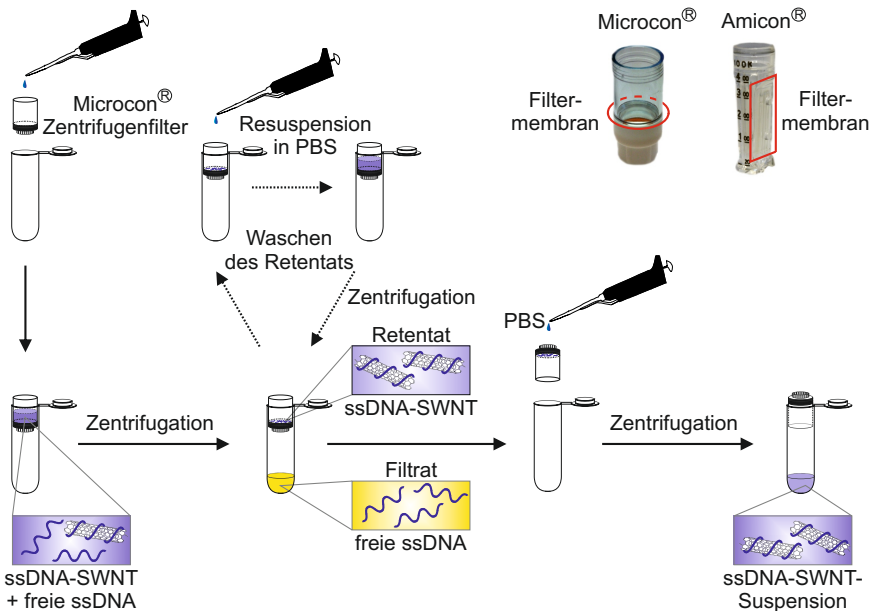 Microcon®
Zentrifugenfilter
Resuspension
in PBS
Waschen
des Retentats
Zentrifugation
Microcon®
Amicon®
Filter-
membran
Filter-
membran
PBS
Retentat
ssDNA-SWNT
Zentrifugation
Filtrat
freie ssDNA
Zentrifugation
ssDNA-SWNT
+ freie ssDNA
ssDNA-SWNT-
Suspension